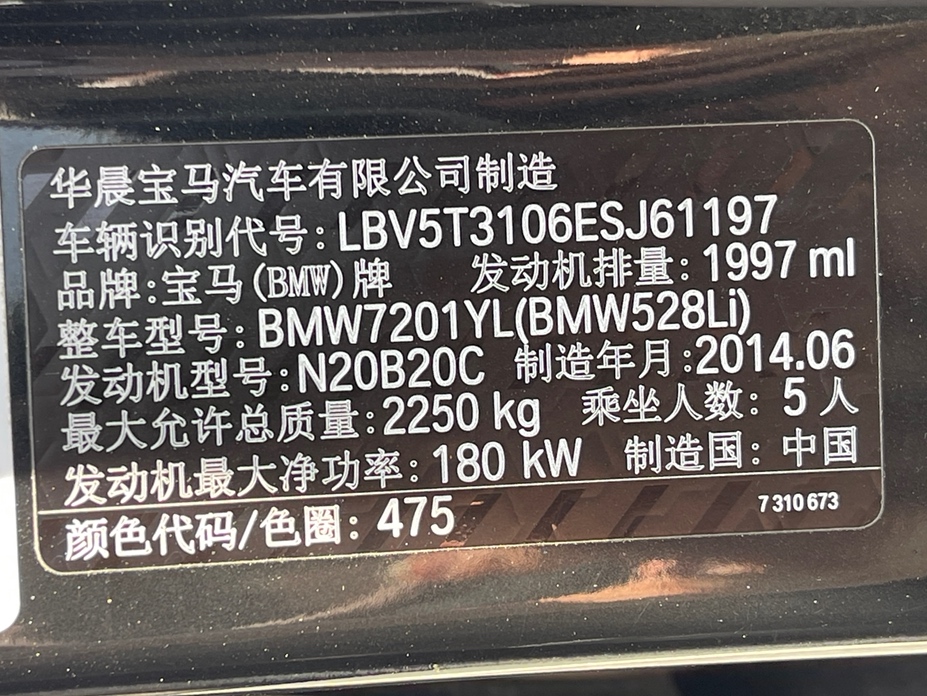 华晨宝马汽车有限公司制造
车辆识别代号:LBV5T3106ESJ61197
品牌:宝马(BMW)牌 发动机排量:1997 ml
整车型号:BMW7201YL(BMW528Li)
发动机型号:N20B20C 制造年月:2014.06
最大允许总质量:2250 kg 乘坐人数: 5 人
发动机最大净功率:180 kW 制造国: 中国
颜色代码/色圈: 475 7 310 673